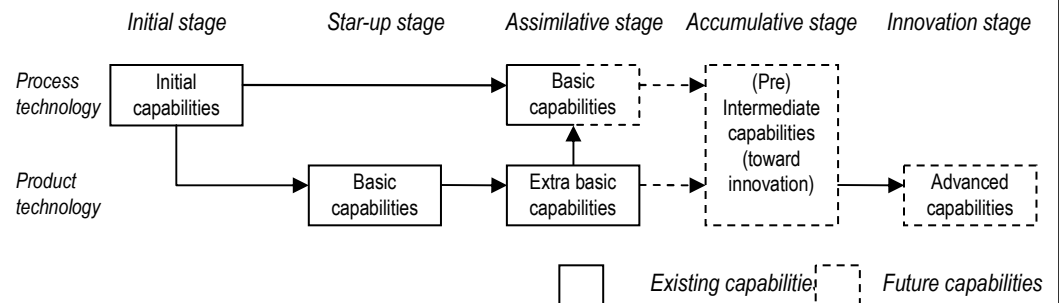 Initial stage
Star-up stage
Assimilative stage
Accumulative stage
Innovation stage
Process
technology
Initial
capabilities
Basic
capabilities
(Pre)
Intermediate
capabilities
(toward
innovation)
Product
technology
Basic
capabilities
Extra basic
capabilities
Advanced
capabilities
Existing capabilitie
Future capabilities